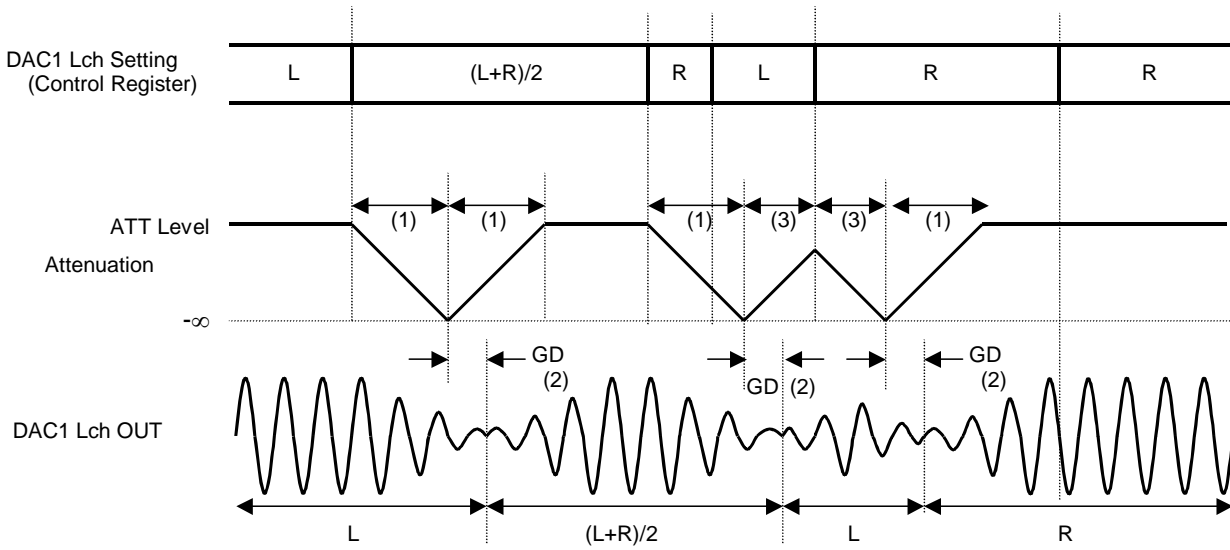 DAC1 Lch Setting
(Control Register)
L (L+R)/2 R L R R
(1) (1) (1) (3) (3) (1)
ATT Level
Attenuation
-∞
GD (2)
GD (2)
GD (2)
DAC1 Lch OUT
L (L+R)/2 L R